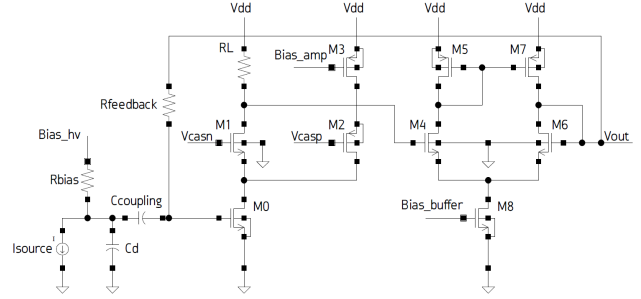 Vdd Vdd Vdd Vdd
RL M3 M5 M7
Bias_amp
Rfeedback
Bias_hv M1 M2 M4 M6
Vcasn Vcasp Vout
Rbias
Ccoupling M0 Bias_buffer M8
Isource Cd